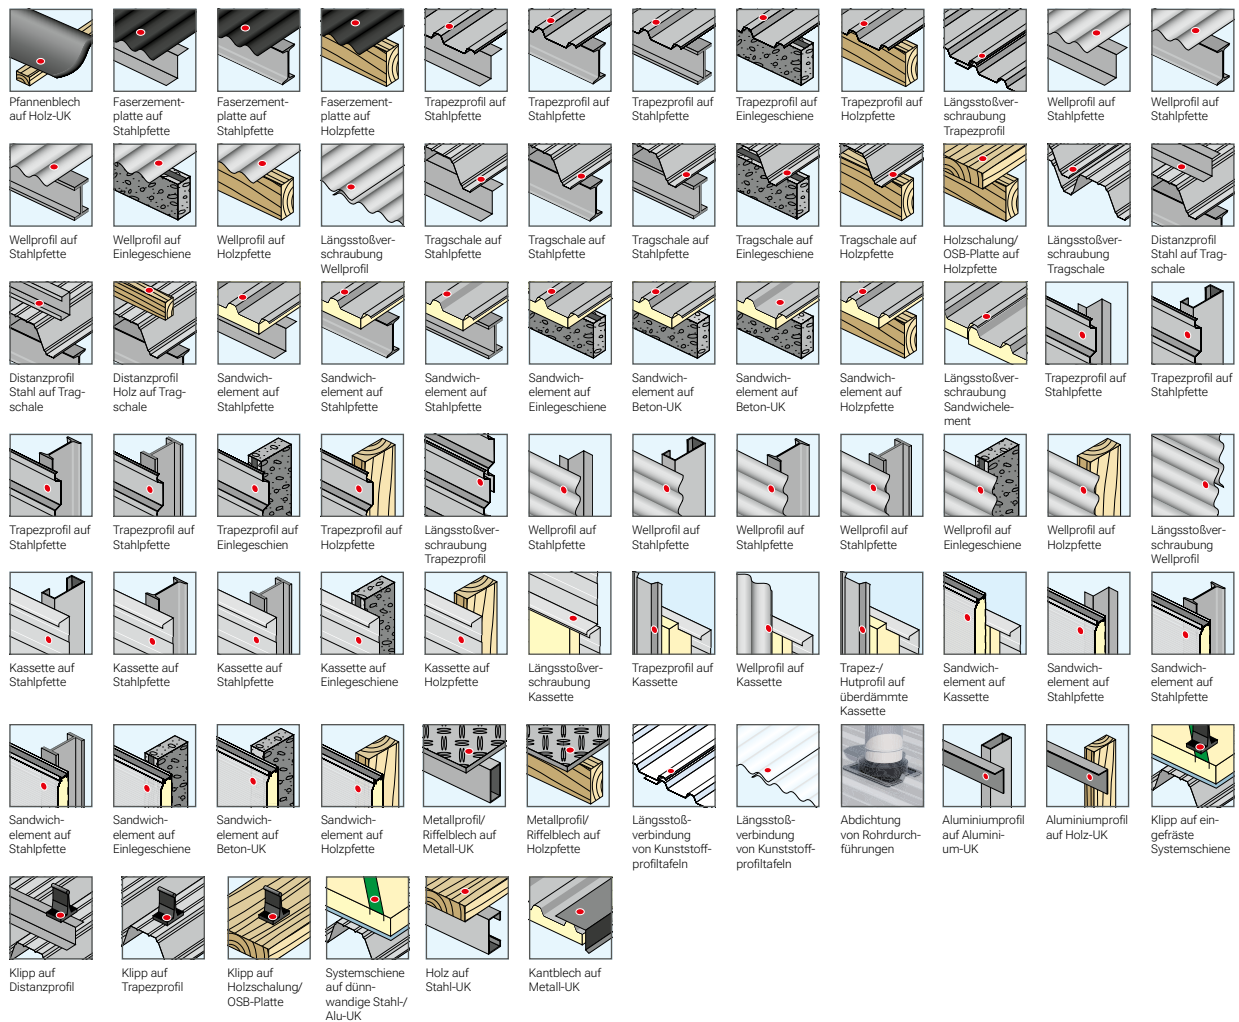 Pfannenblech
auf Holz-UK
Faserzement-
platte auf
Stahlpfette
Faserzement-
platte auf
Stahlpfette
Faserzement-
platte auf
Holzpfette
Trapezprofil auf
Stahlpfette
Trapezprofil auf
Stahlpfette
Trapezprofil auf
Stahlpfette
Trapezprofil auf
Einlegeschiene
Trapezprofil auf
Holzpfette
Längsstoßver-
schraubung
Trapezprofil
Wellprofil auf
Stahlpfette
Wellprofil auf
Stahlpfette
Wellprofil auf
Stahlpfette
Wellprofil auf
Einlegeschiene
Wellprofil auf
Holzpfette
Längsstoßver-
schraubung
Wellprofil
Tragschale auf
Stahlpfette
Tragschale auf
Stahlpfette
Tragschale auf
Stahlpfette
Tragschale auf
Einlegeschiene
Tragschale auf
Holzpfette
Holzschalung/
OSB-Platte auf
Holzpfette
Längsstoßver-
schraubung
Tragschale
Distanzprofil
Stahl auf Trag-
schale
Distanzprofil
Stahl auf Trag-
schale
Distanzprofil
Holz auf Trag-
schale
Sandwich-
element auf
Stahlpfette
Sandwich-
element auf
Stahlpfette
Sandwich-
element auf
Stahlpfette
Sandwich-
element auf
Einlegeschiene
Sandwich-
element auf
Beton-UK
Sandwich-
element auf
Beton-UK
Sandwich-
element auf
Holzpfette
Längsstoßver-
schraubung
Sandwichele-
ment
Trapezprofil auf
Stahlpfette
Trapezprofil auf
Stahlpfette
Trapezprofil auf
Stahlpfette
Trapezprofil auf
Stahlpfette
Trapezprofil auf
Einlegeschien
Trapezprofil auf
Holzpfette
Längsstoßver-
schraubung
Trapezprofil
Wellprofil auf
Stahlpfette
Wellprofil auf
Stahlpfette
Wellprofil auf
Stahlpfette
Wellprofil auf
Stahlpfette
Wellprofil auf
Einlegeschiene
Wellprofil auf
Holzpfette
Längsstoßver-
schraubung
Wellprofil
Kassette auf
Stahlpfette
Kassette auf
Stahlpfette
Kassette auf
Stahlpfette
Kassette auf
Einlegeschiene
Kassette auf
Holzpfette
Längsstoßver-
schraubung
Kassette
Trapezprofil auf
Kassette
Wellprofil auf
Kassette
Trapez-/
Hutprofil auf
überdämmte
Kassette
Sandwich-
element auf
Kassette
Sandwich-
element auf
Stahlpfette
Sandwich-
element auf
Stahlpfette
Sandwich-
element auf
Stahlpfette
Sandwich-
element auf
Einlegeschiene
Sandwich-
element auf
Beton-UK
Sandwich-
element auf
Holzpfette
Metallprofil/
Riffelblech auf
Metall-UK
Metallprofil/
Riffelblech auf
Holzpfette
Längsstoß-
verbindung
von Kunststoff-
profiltafeln
Längsstoß-
verbindung
von Kunststoff-
profiltafeln
Abdichtung
von Rohrdurch-
führungen
Aluminiumprofil
auf Alumini-
um-UK
Aluminiumprofil
auf Holz-UK
Klipp auf ein-
gefräste
Systemschiene
Klipp auf
Distanzprofil
Klipp auf
Trapezprofil
Klipp auf
Holzschalung/
OSB-Platte
Systemschiene
auf dünn-
wandige Stahl-/
Alu-UK
Holz auf
Stahl-UK
Kantblech auf
Metall-UK